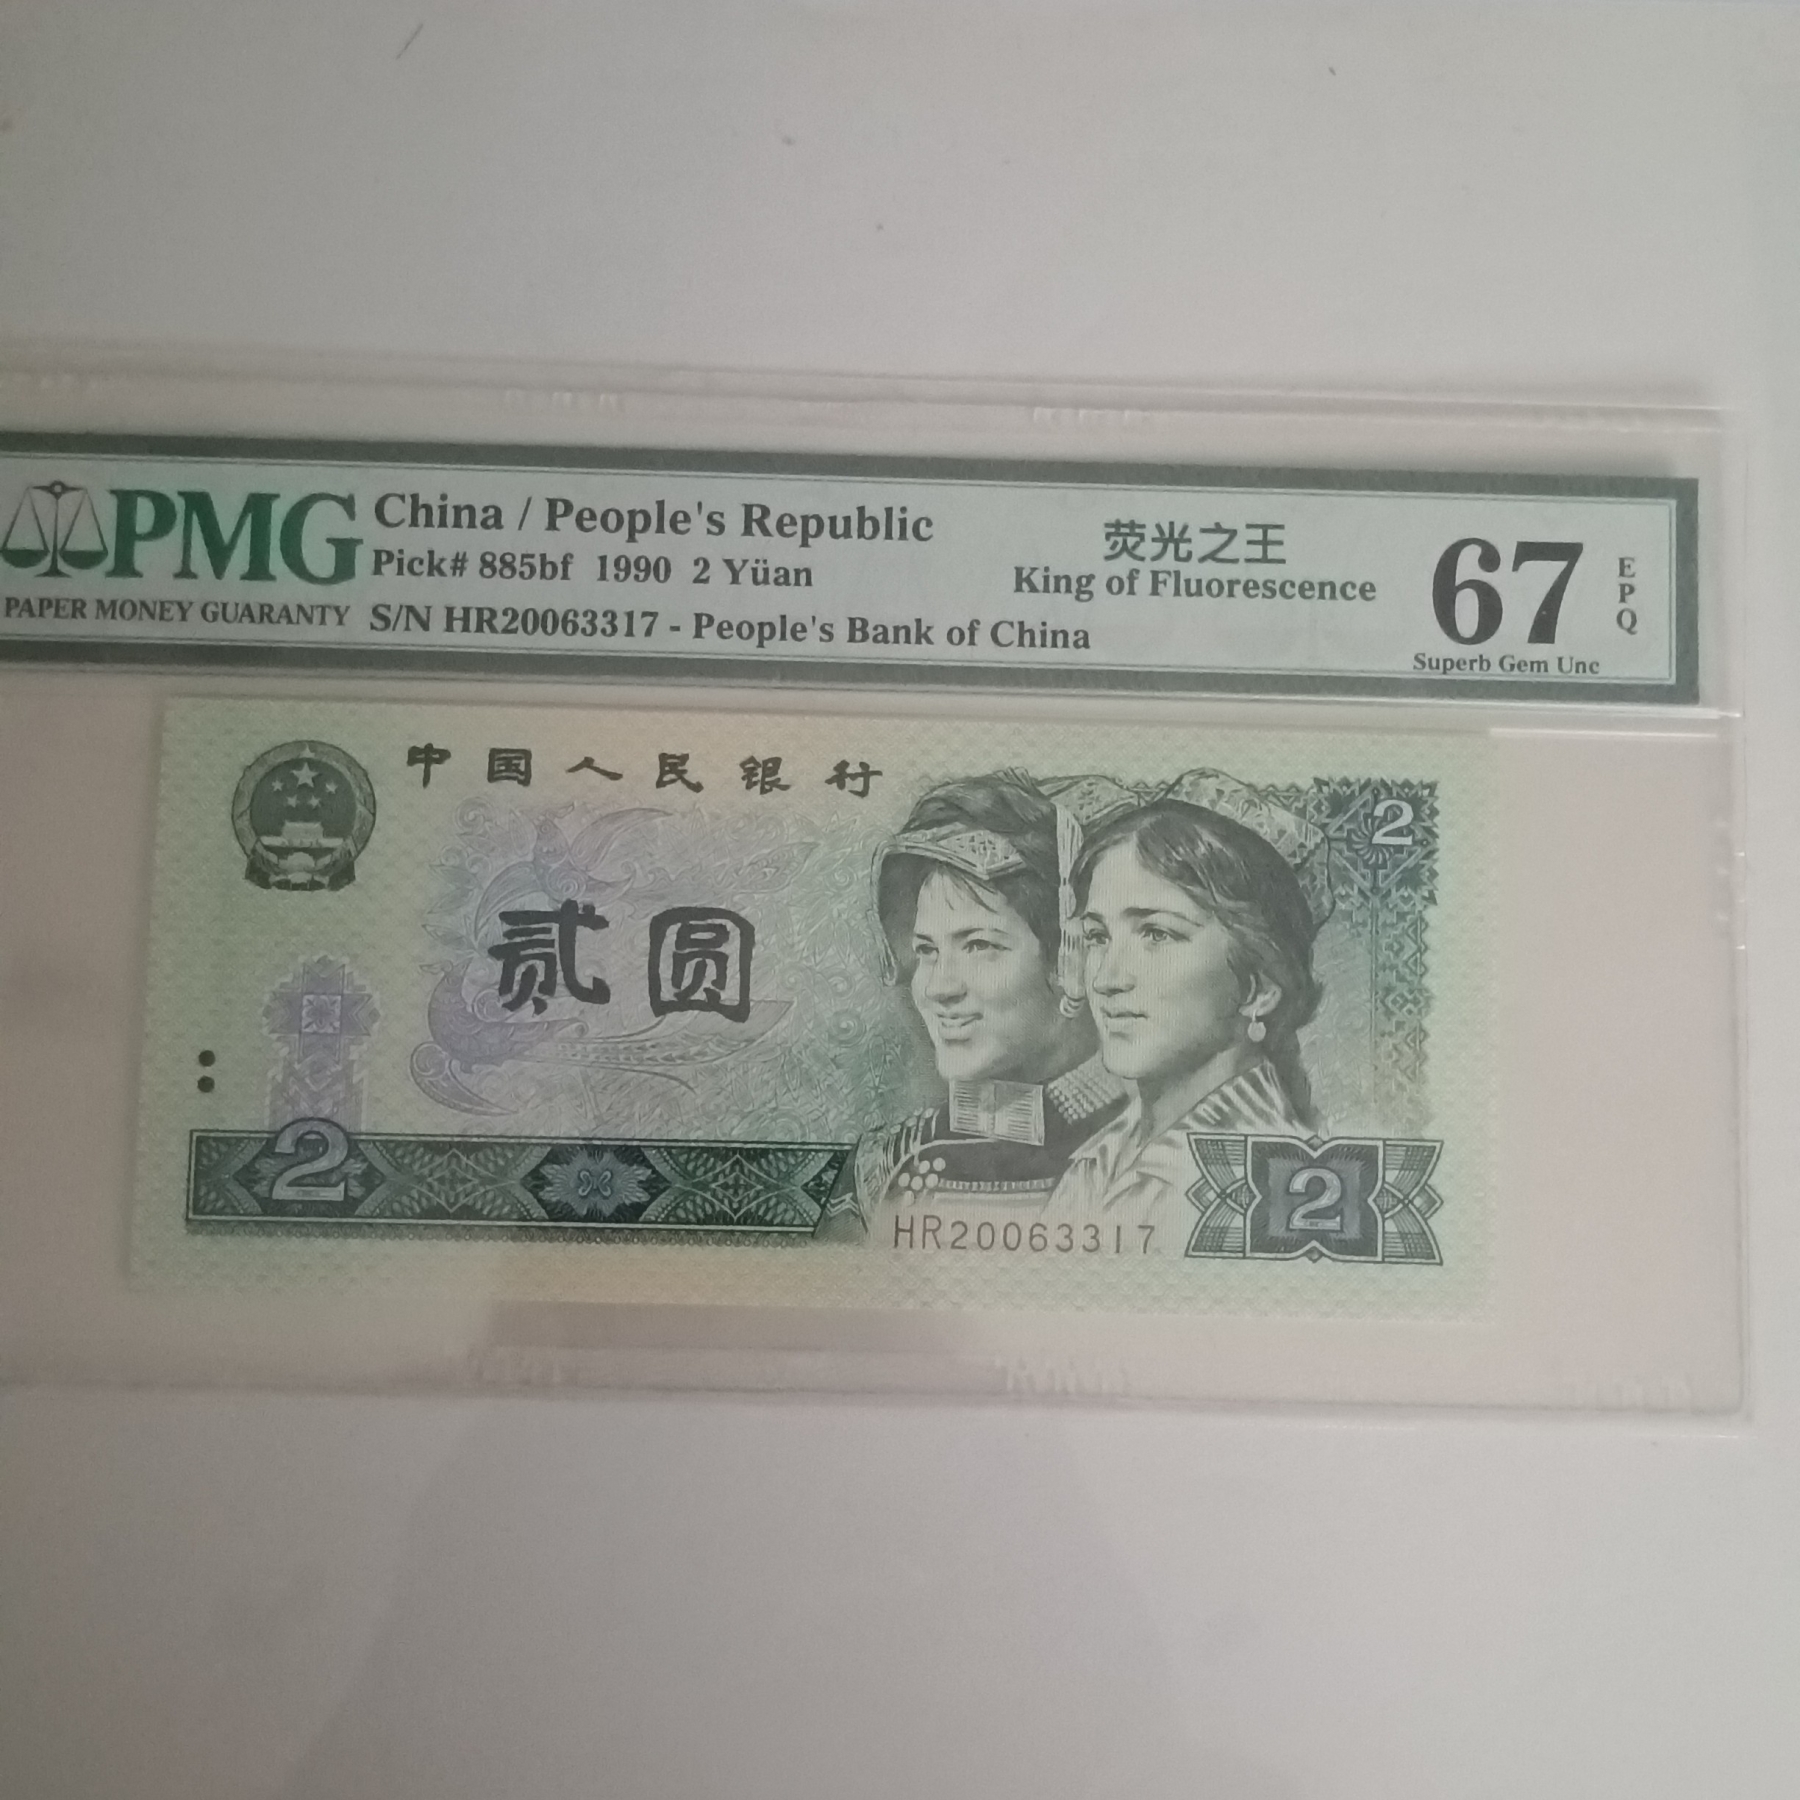 PMG
PAPER MONEY GUARANTY
China / People's Republic
Pick# 885bf 1990 2 Yüan
S/N HR20063317 - People's Bank of China
荧光之王
King of Fluorescence
67
EPQ
Superb Gem Unc
中国人民银行
2
贰圆
2
HR20063317
2